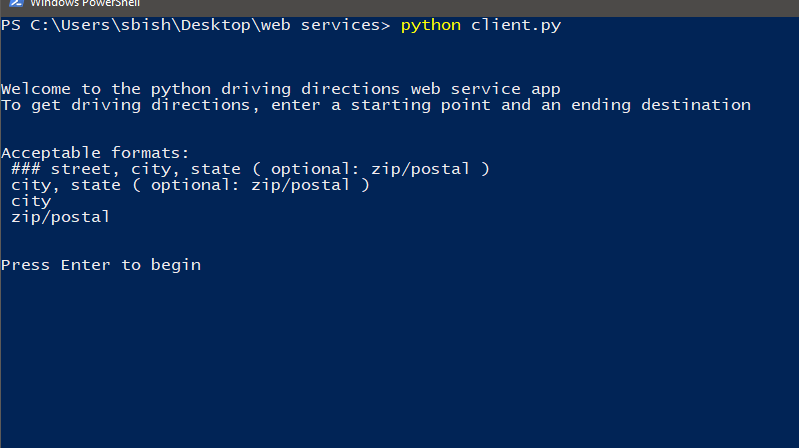 Windows PowerShell
PS C:\Users\sbish\Desktop\web services> python client.py
Welcome to the python driving directions web service app
To get driving directions, enter a starting point and an ending destination
Acceptable formats:
### street, city, state ( optional: zip/postal )
city, state ( optional: zip/postal )
city
zip/postal
Press Enter to begin